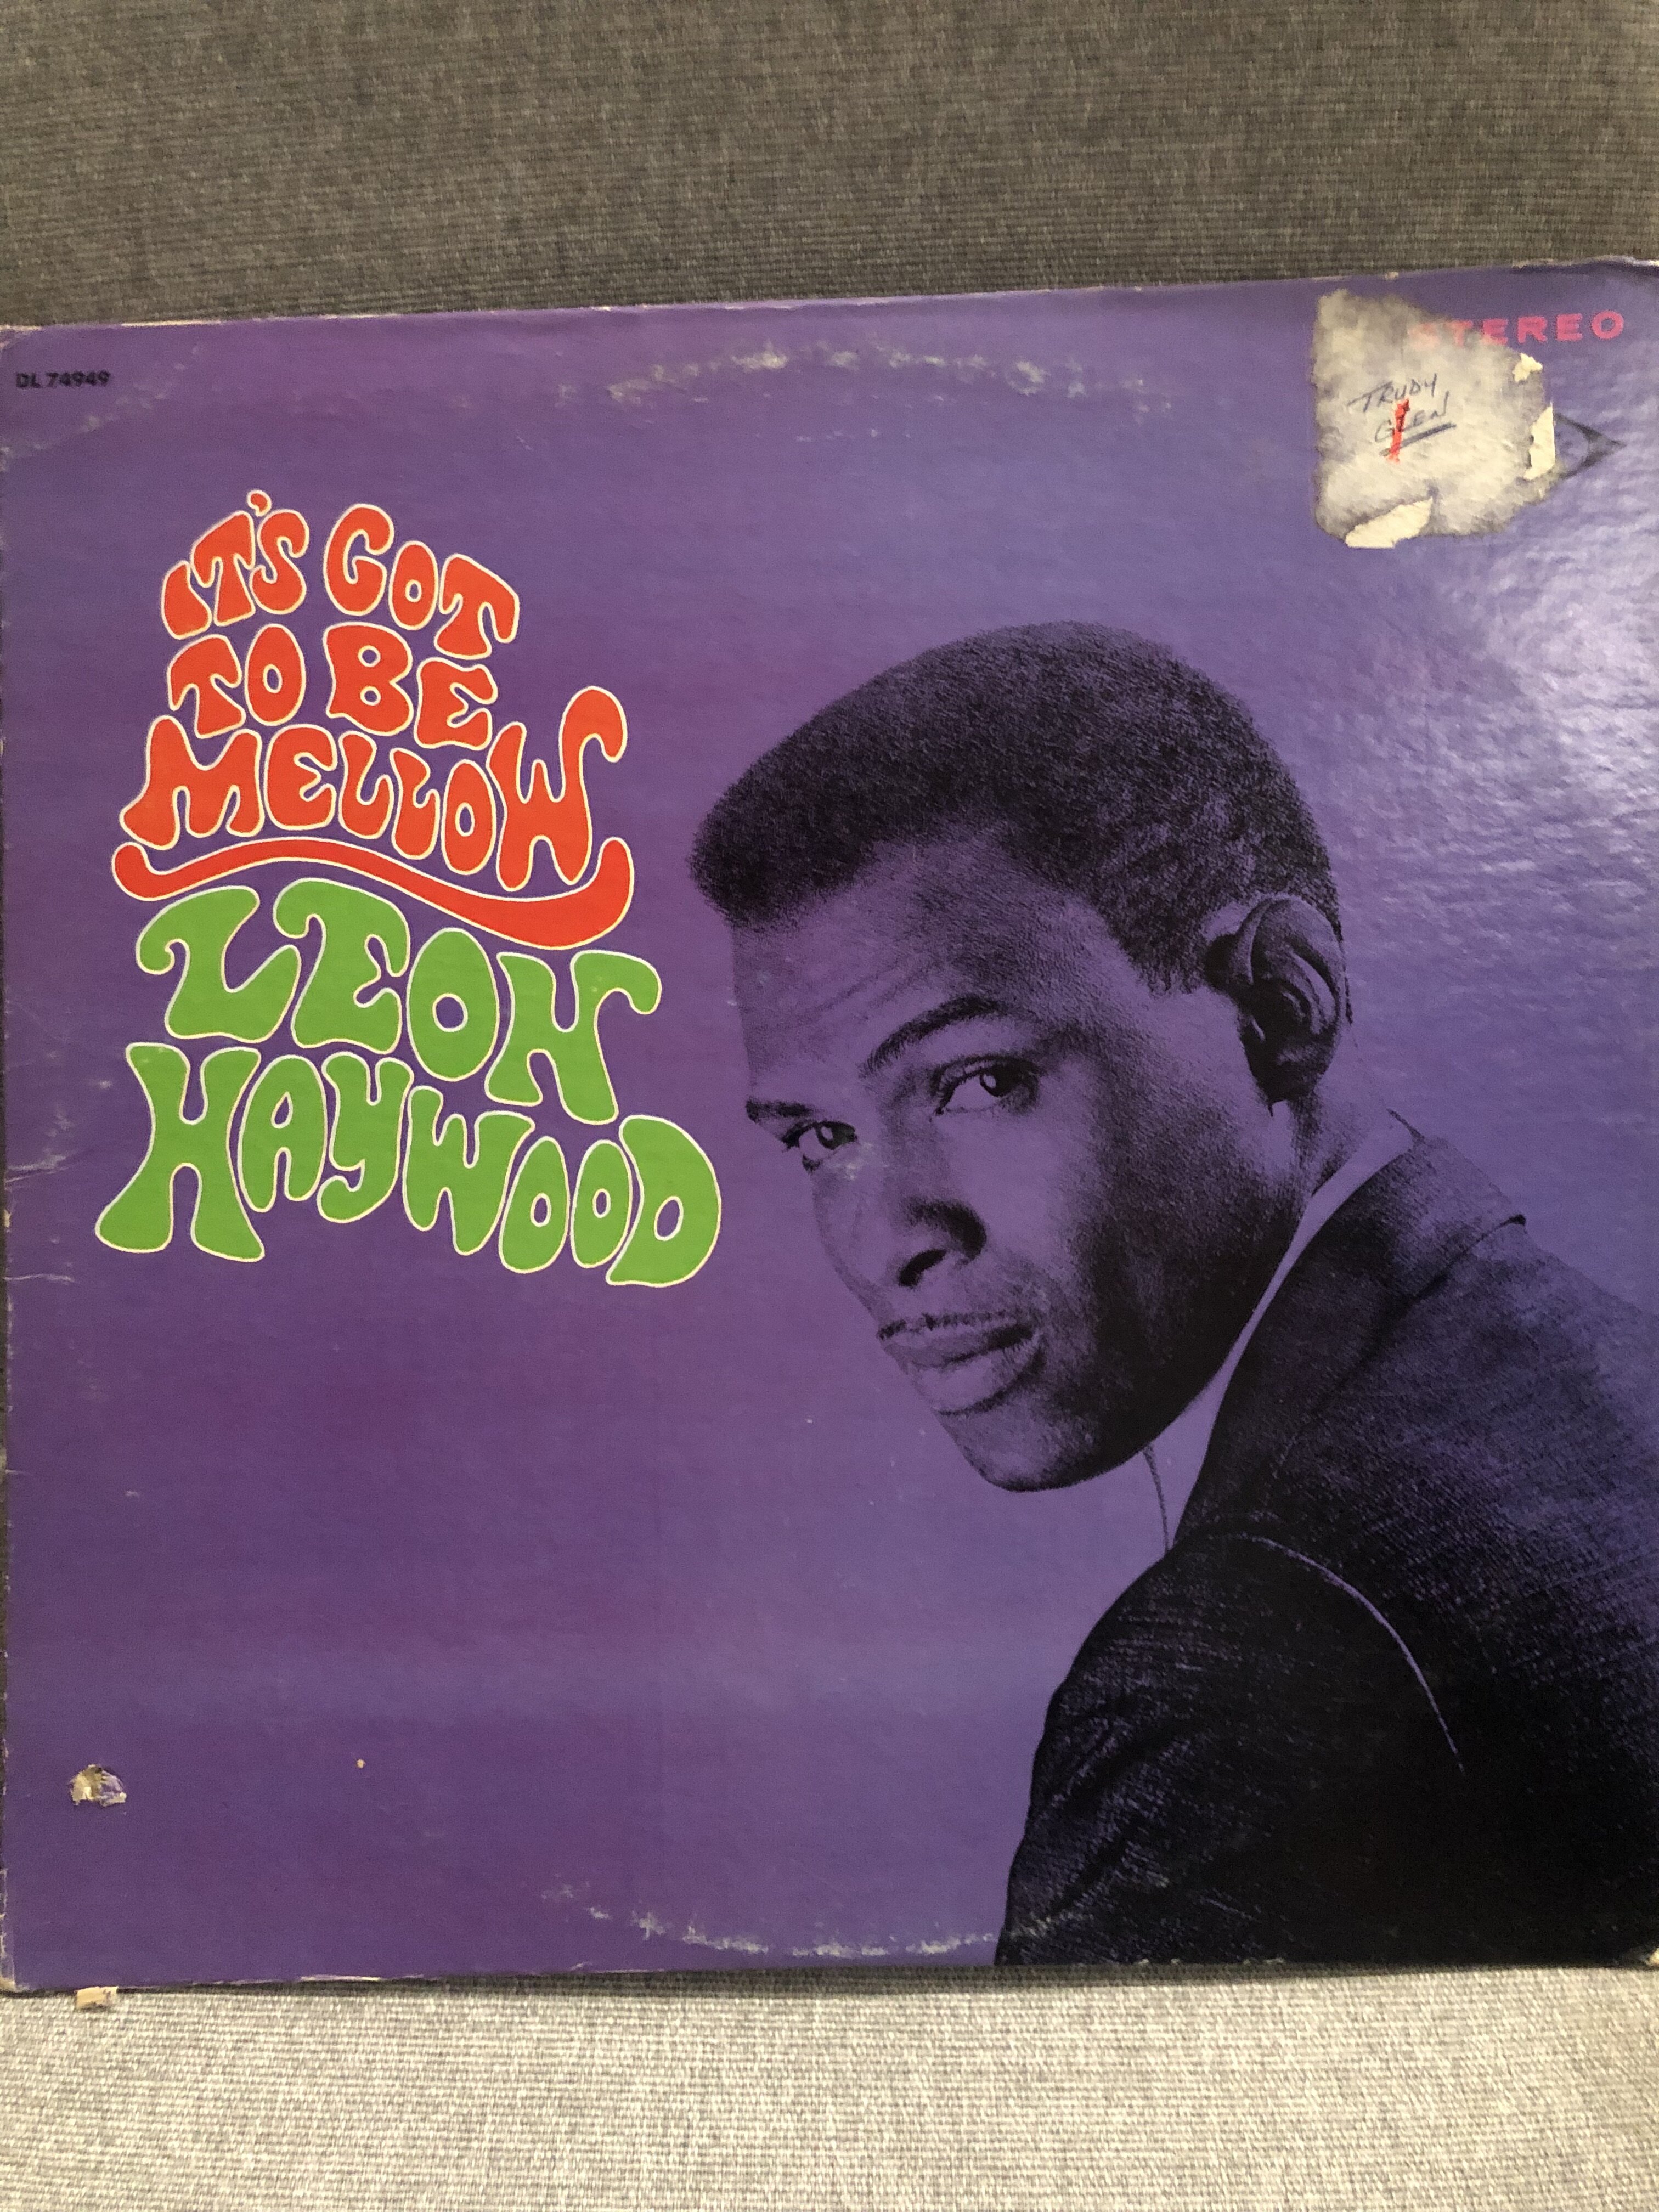 DL 74949
STEREO
TRUDY
GLEN
IT'S GOT
TO BE
MELLOW
LEON
HAYWOOD